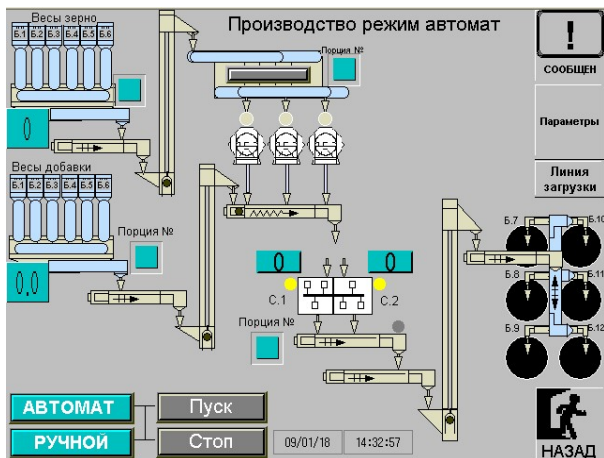 Производство режим автомат
Весы зерно
Б.1 Б.2 Б.3 Б.4 Б.5 Б.6
0
Порция №
!
СООБЩЕН
Параметры
Линия
загрузки
Весы добавки
Б.1 Б.2 Б.3 Б.4 Б.5 Б.6
Порция №
0,0
0
0
С.1
С.2
Порция №
Б.7
Б.10
Б.8
Б.11
Б.9
Б.12
АВТОМАТ
Пуск
РУЧНОЙ
Стоп
09/01/18
14:32:57
НАЗАД